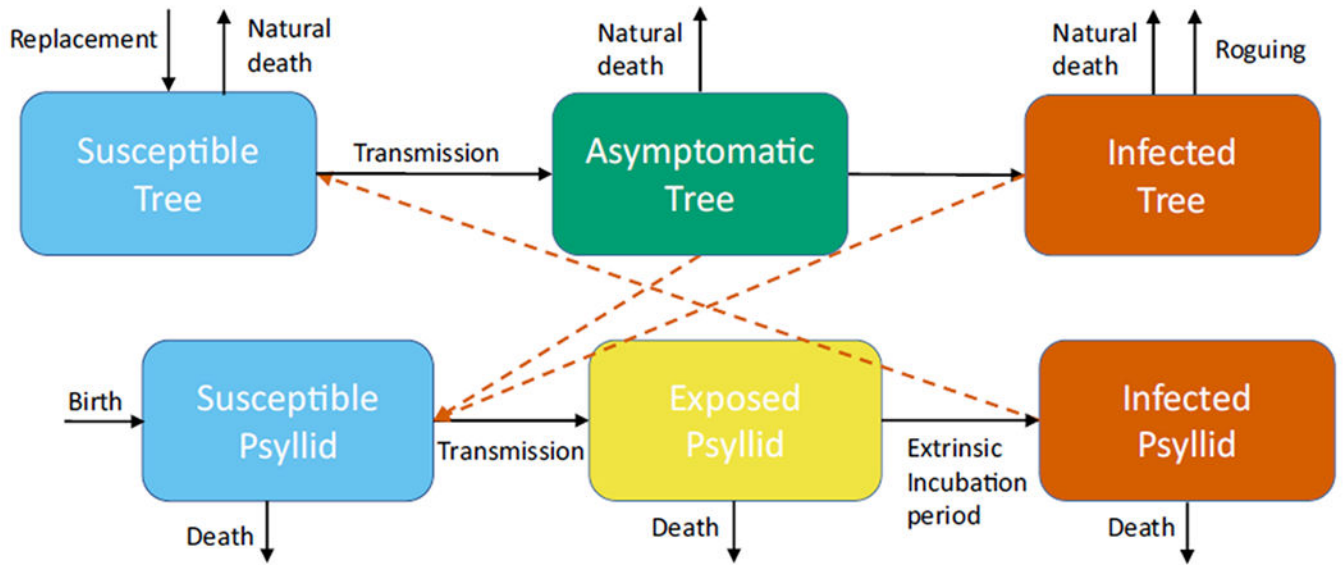 Replacement
Natural
death
Natural
death
Natural
death
Roguing
Susceptible
Tree
Transmission
Asymptomatic
Tree
Infected
Tree
Birth
Susceptible
Psyllid
Transmission
Exposed
Psyllid
Extrinsic
Incubation
period
Infected
Psyllid
Death
Death
Death